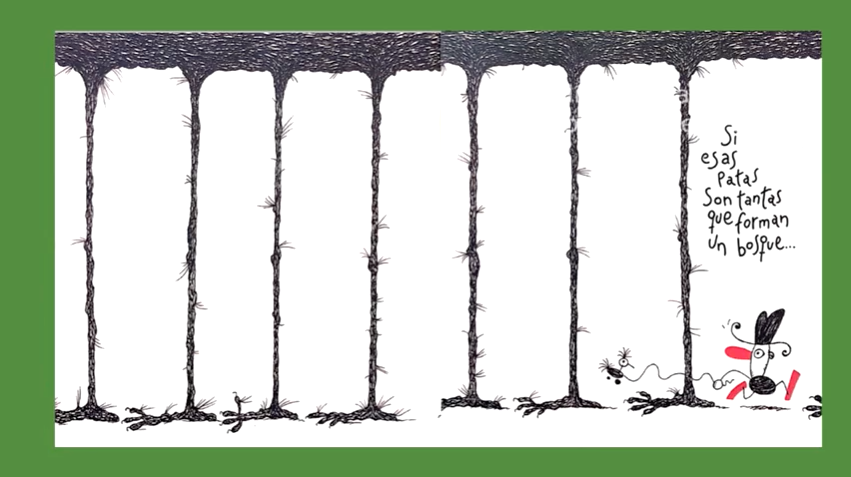 Si
esas
Patas
Son tantas
que forman
un bosque...